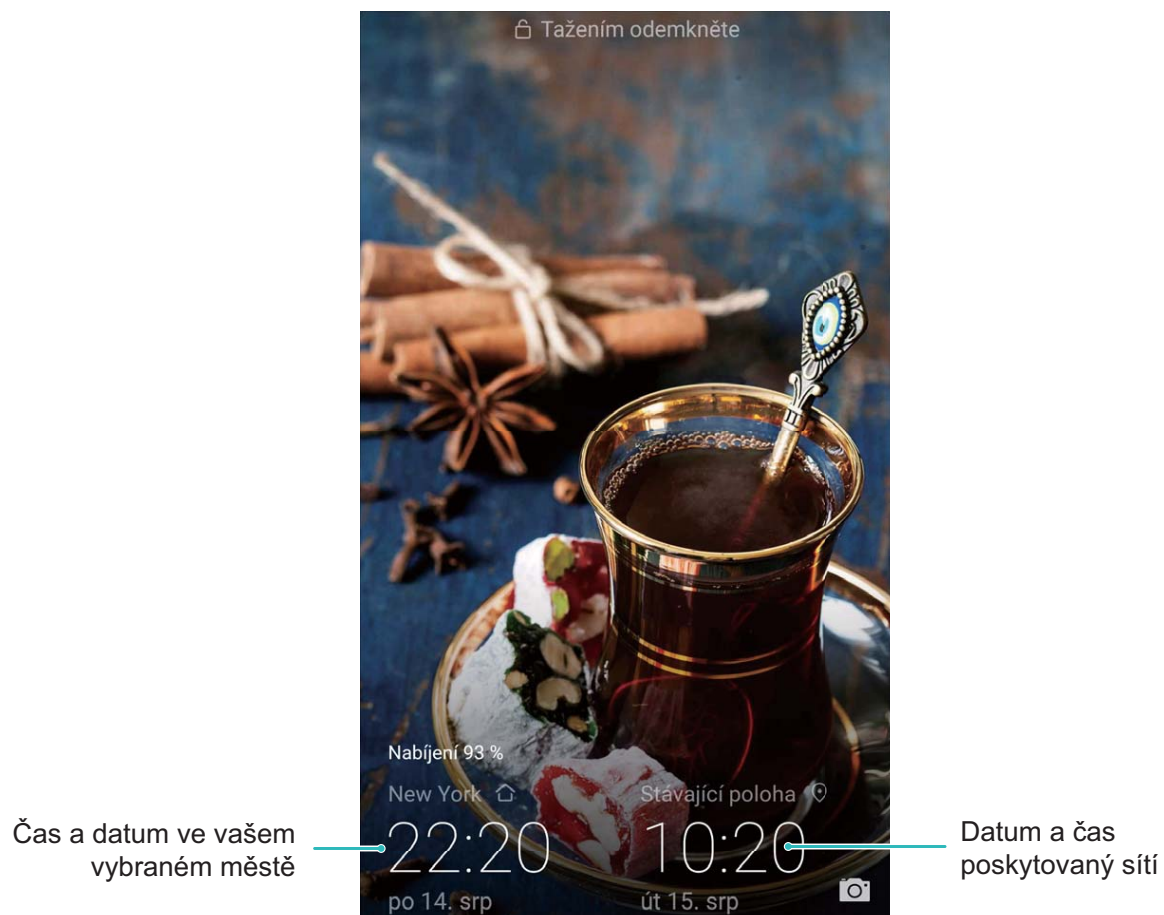 Tažením odemkněte
Nabíjení 93 %
New York
Stávající poloha
22:20
10:20
po 14. srp
út 15. srp
Čas a datum ve vašem
vybraném městě
Datum a čas
poskytovaný sítí